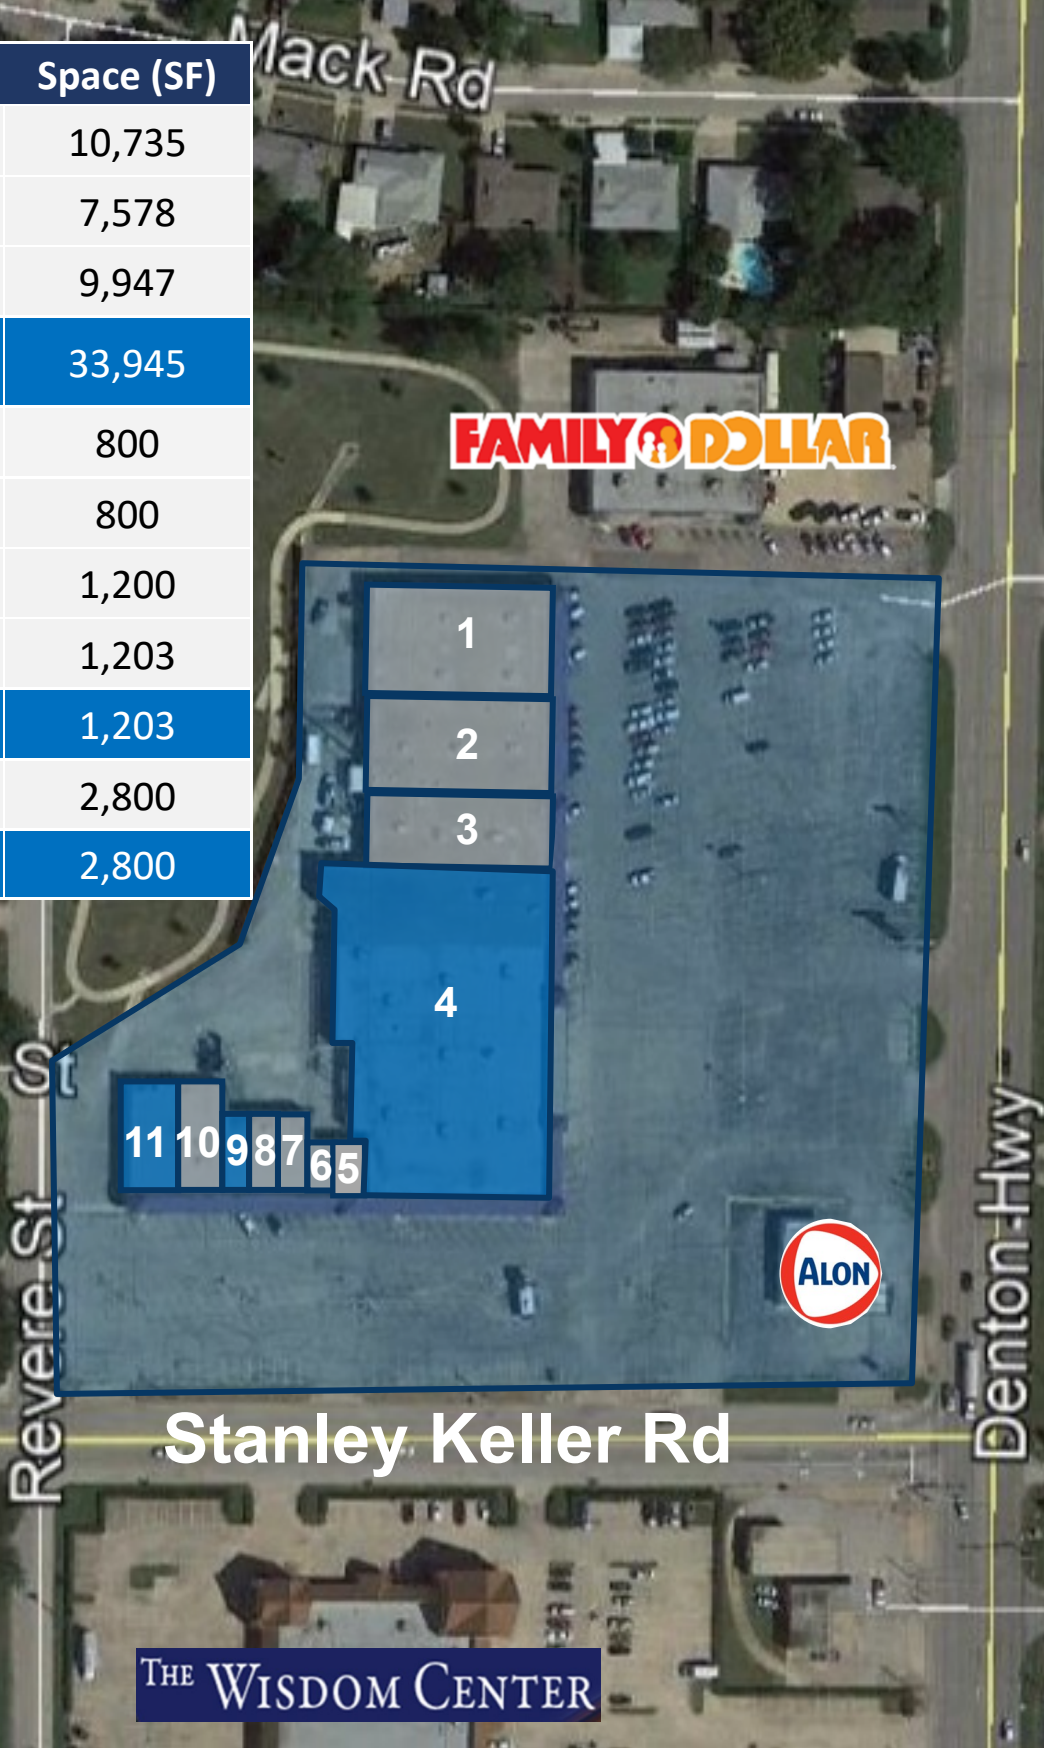 Mack Rd
Space (SF)
10,735
7,578
9,947
33,945
800
800
1,200
1,203
1,203
2,800
2,800
FAMILY DOLLAR
1
2
3
4
11
10
9
8
7
6
5
ALON
Revere St
St
Denton Hwy
Stanley Keller Rd
THE WISDOM CENTER